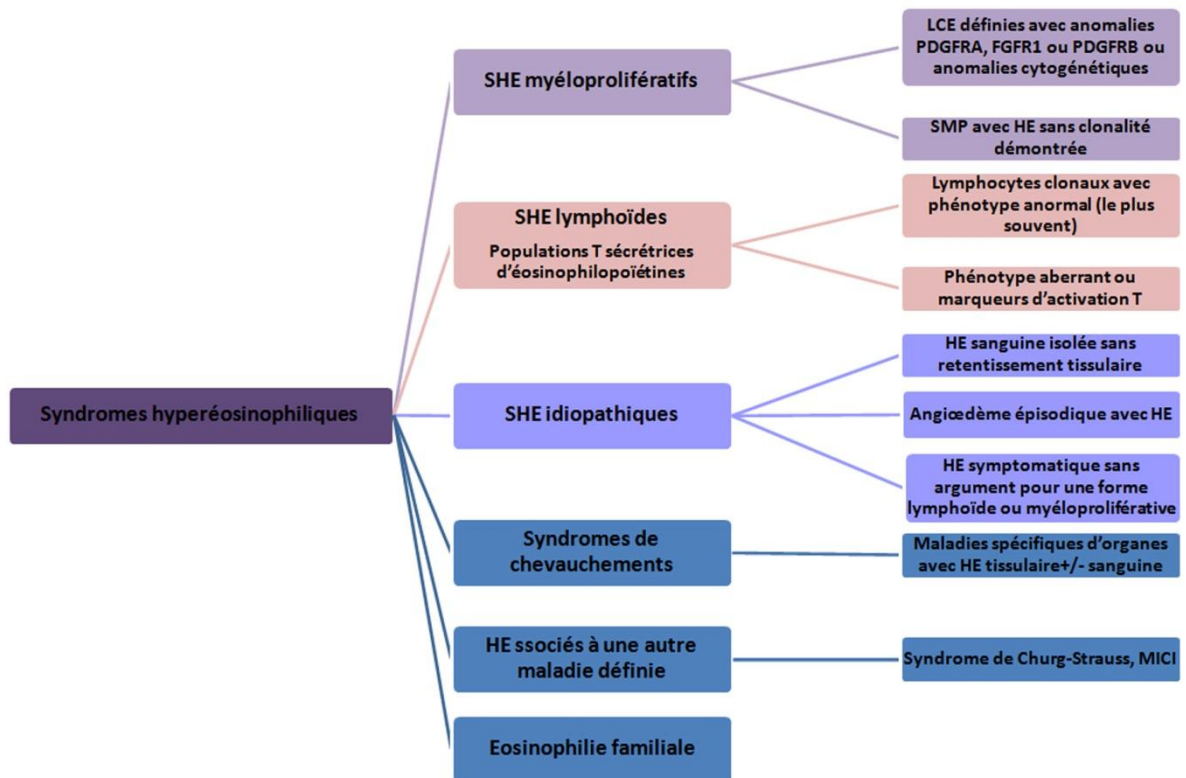 LCE définies avec anomalies
PDGFRA, FGFR1 ou PDGFRB ou
anomalies cytogénétiques
SHE myéloprolifératifs
SMP avec HE sans clonalité
démontrée
Lymphocytes clonaux avec
phénotype anormal (le plus
souvent)
SHE lymphoïdes
Populations T sécrétrices
d'éosinophilopoïétines
Phénotype aberrant ou
marqueurs d'activation T
HE sanguine isolée sans
retentissement tissulaire
Syndromes hyperéosinophiliques
SHE idiopathiques
Angiœdème épisodique avec HE
HE symptomatique sans
argument pour une forme
lymphoïde ou myéloproliférative
Syndromes de
chevauchements
Maladies spécifiques d'organes
avec HE tissulaire+/- sanguine
HE ssociés à une autre
maladie définie
Syndrome de Churg-Strauss, MICI
Eosinophilie familiale